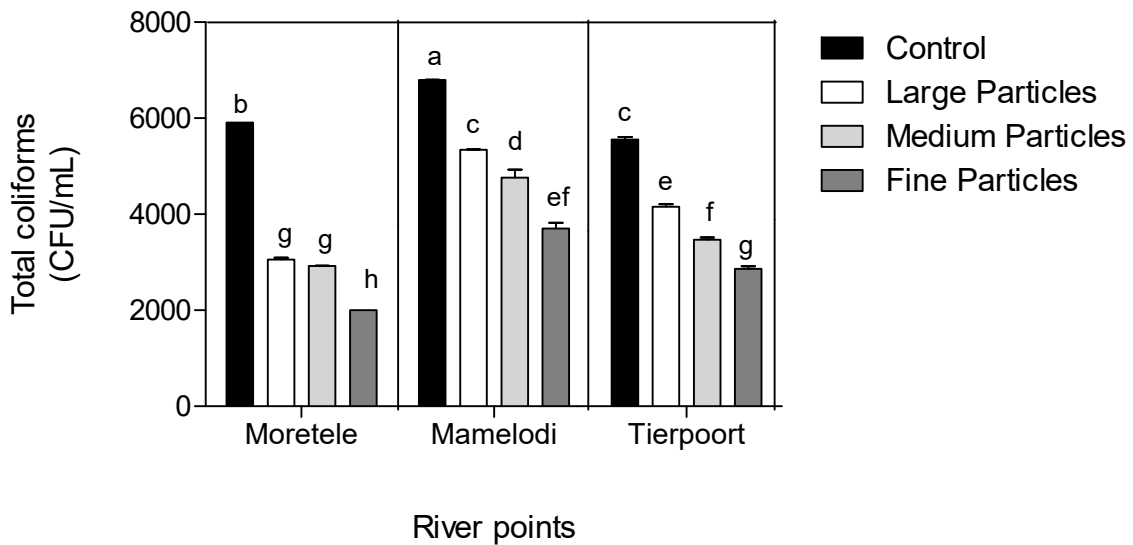 Total coliforms
(CFU/mL)
8000
6000
4000
2000
0
b
g
g
h
a
c
d
ef
c
e
f
g
Moretele
Mamelodi
Tierpoort
River points
Control
Large Particles
Medium Particles
Fine Particles